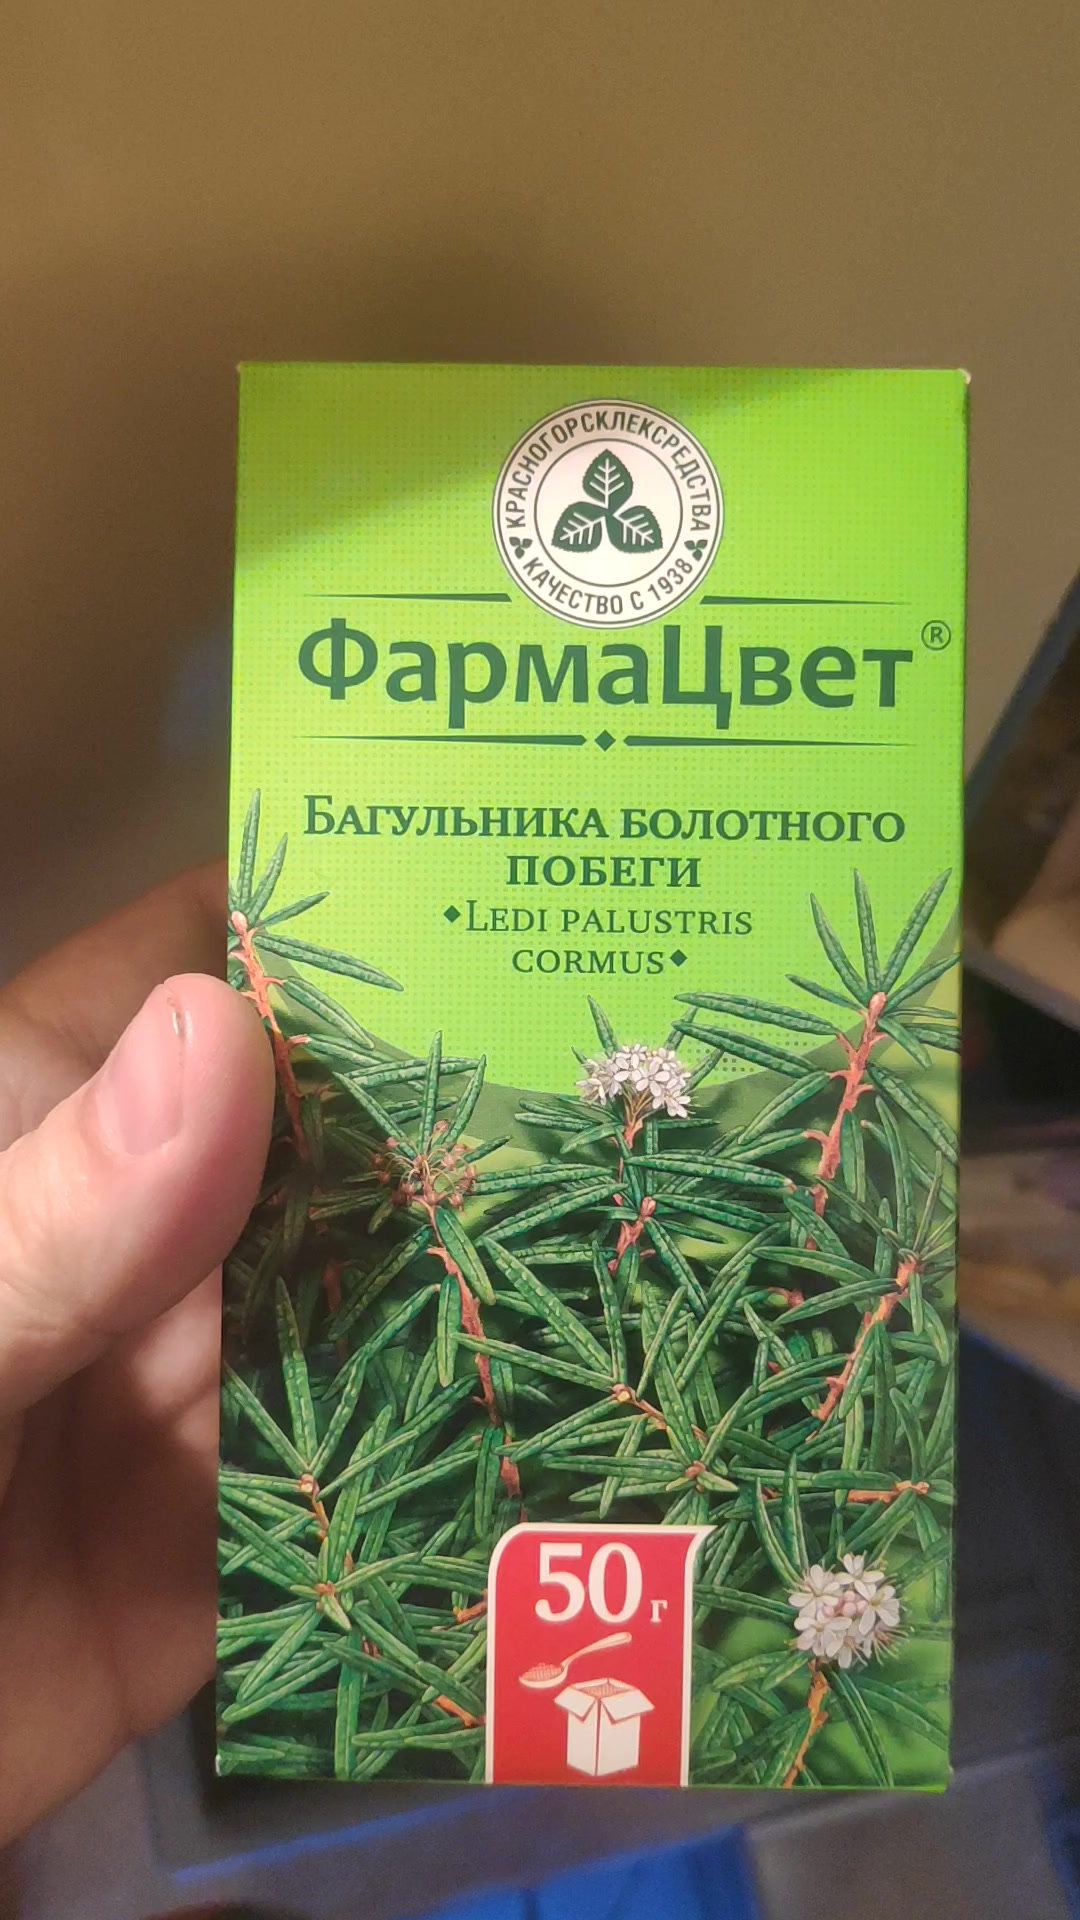 КРАСНОГОРСКЛЕКСРЕДСТВА
КАЧЕСТВО С 1938
ФармаЦвет®
БАГУЛЬНИКА БОЛОТНОГО
ПОБЕГИ
◆LEDI PALUSTRIS
CORMUS◆
50 г